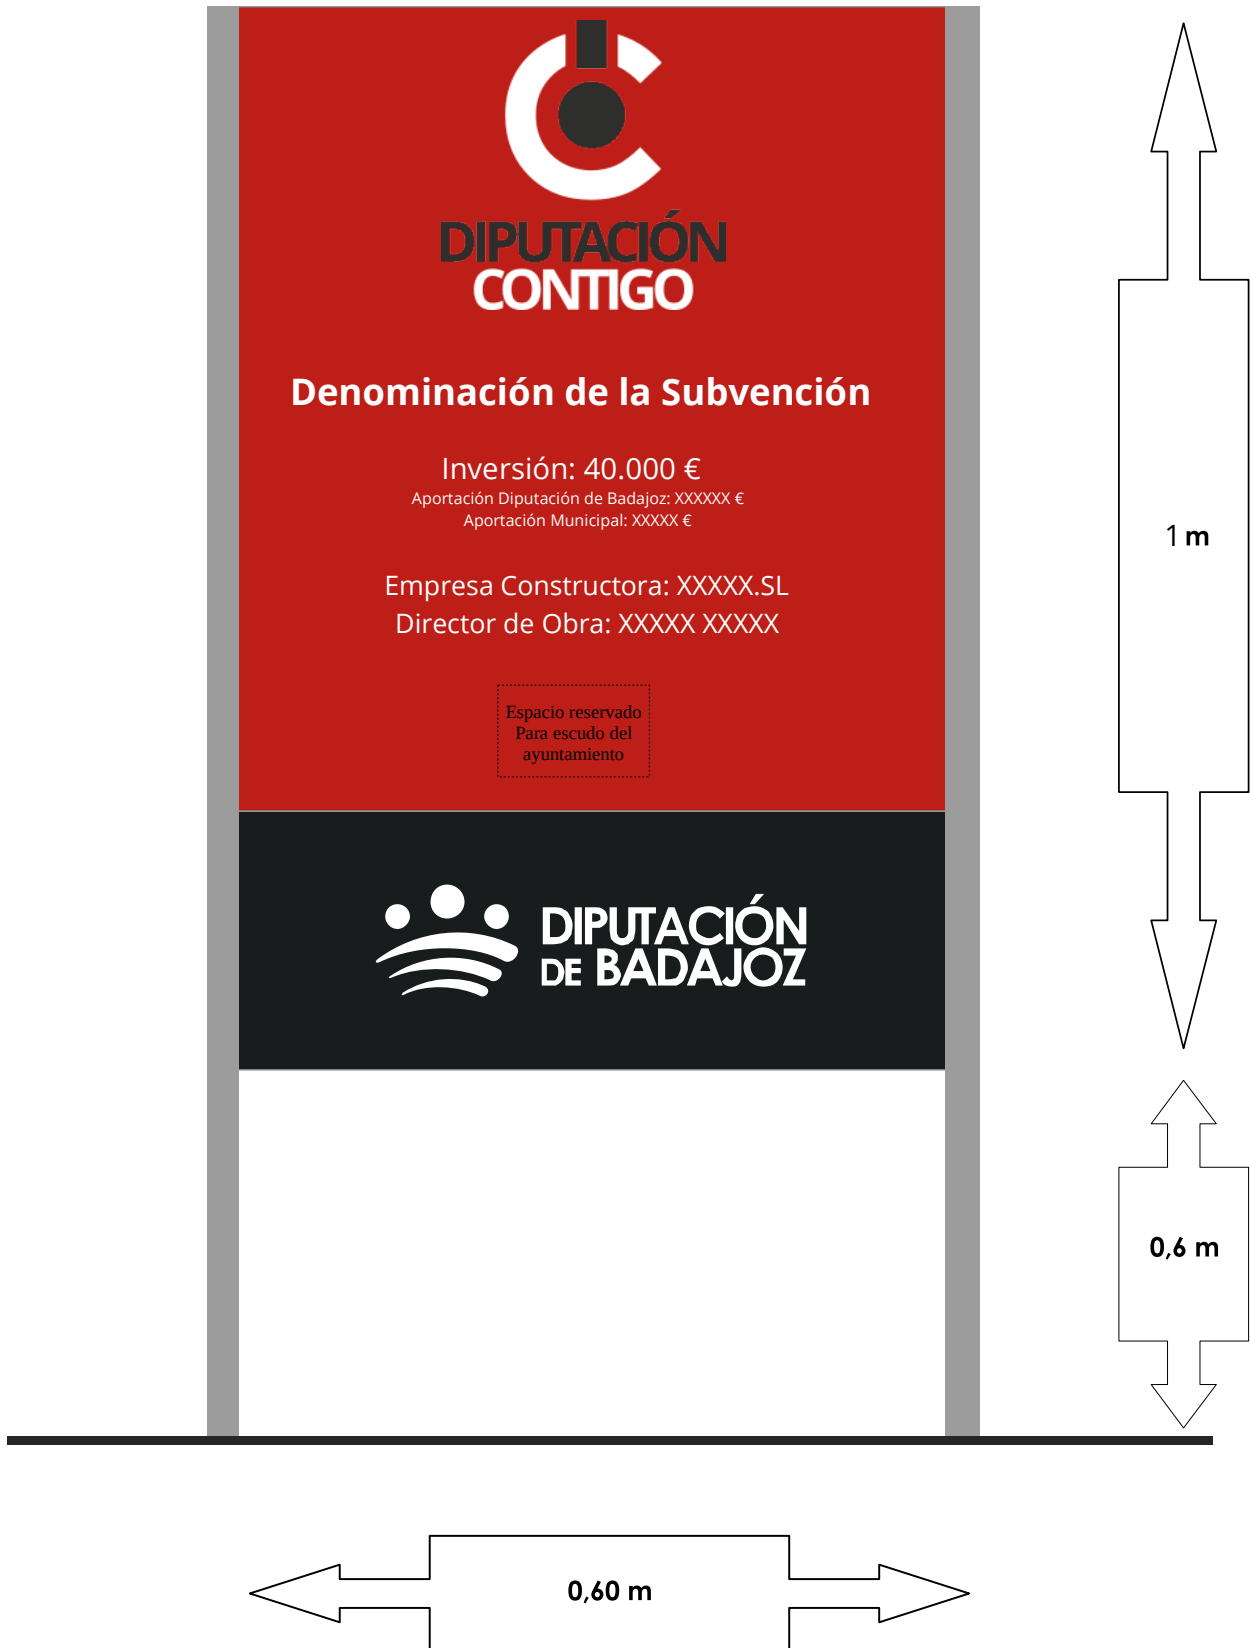 DIPUTACIÓN
CONTIGO
Denominación de la Subvención
Inversión: 40.000 €
Aportación Diputación de Badajoz: XXXXXX €
Aportación Municipal: XXXXX €
Empresa Constructora: XXXXX.SL
Director de Obra: XXXXX XXXXX
Espacio reservado
Para escudo del
ayuntamiento
DIPUTACIÓN
DE BADAJOZ
1 m
0,6 m
0,60 m